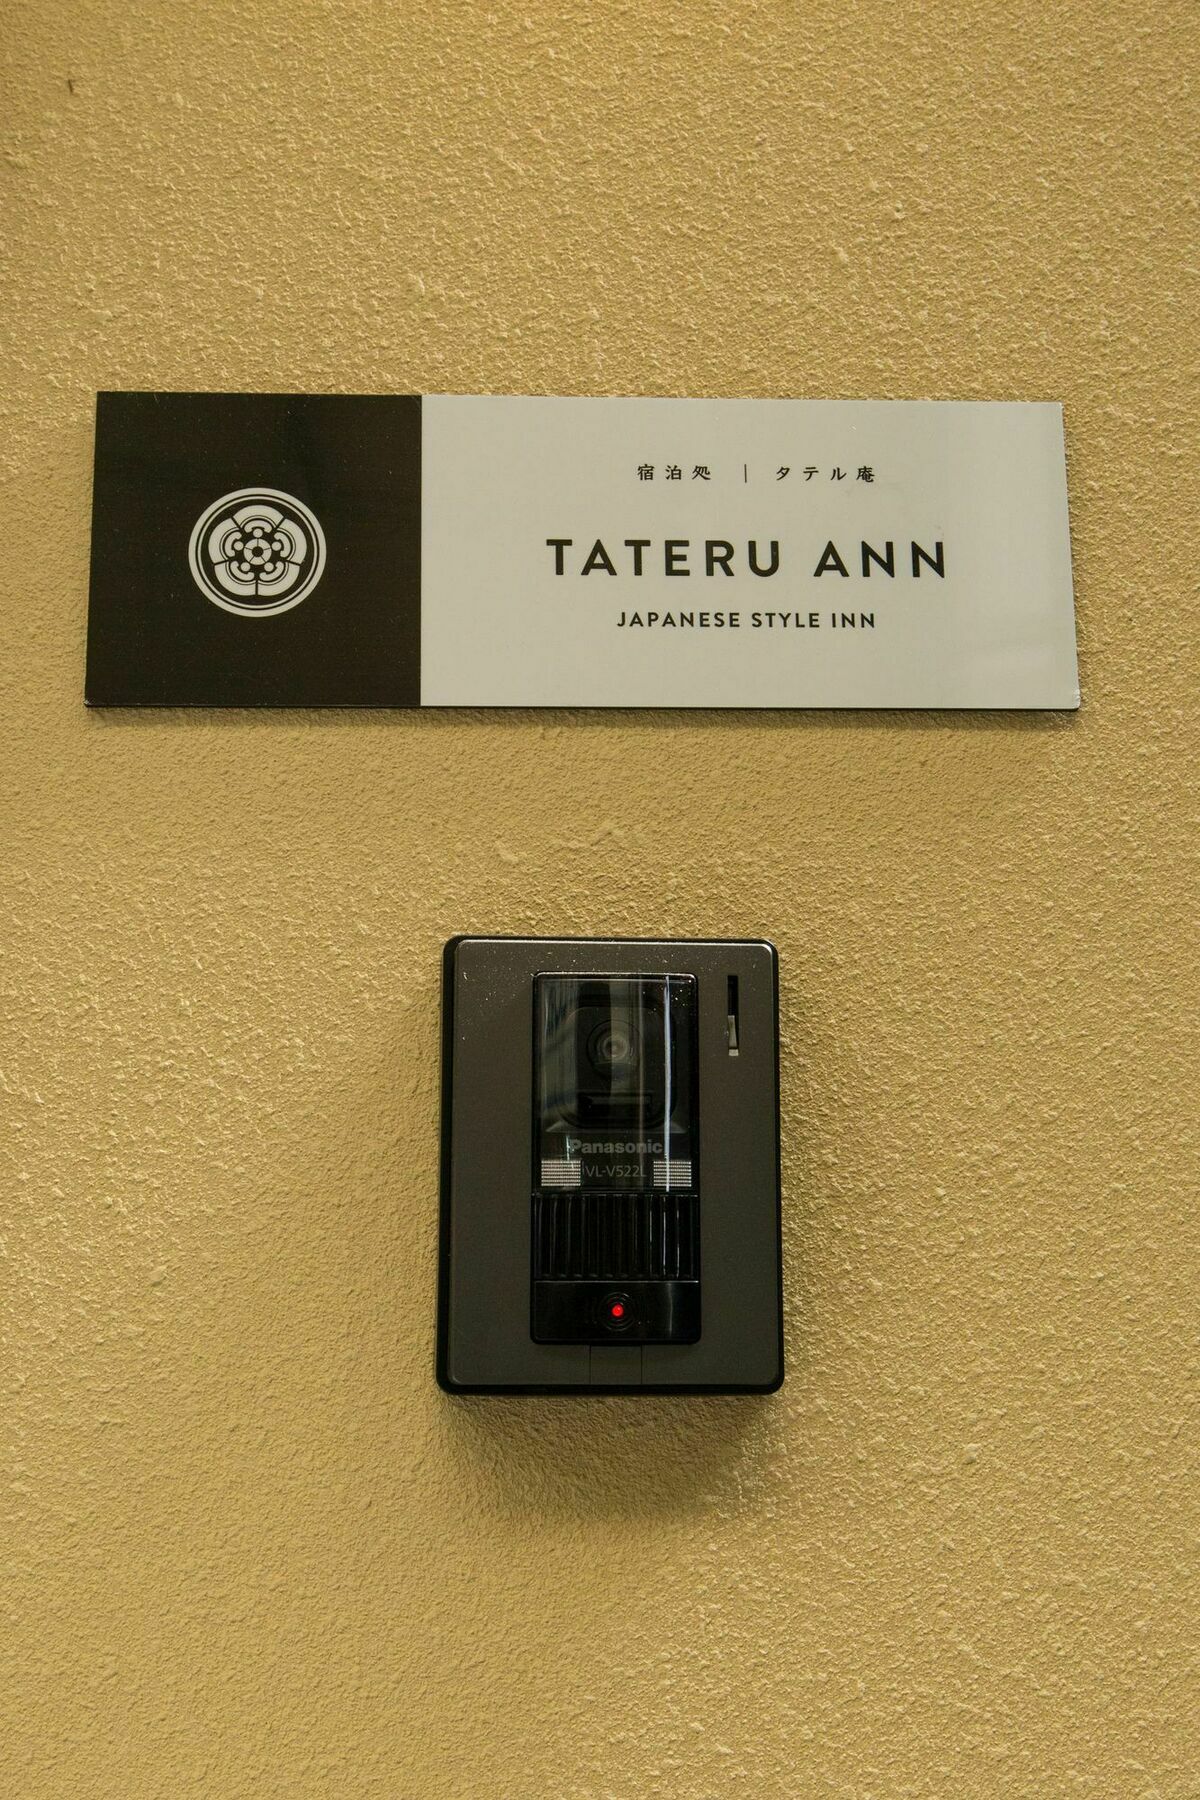 宿泊処 | タテル庵
TATERU ANN
JAPANESE STYLE INN
Panasonic
VL-V522L